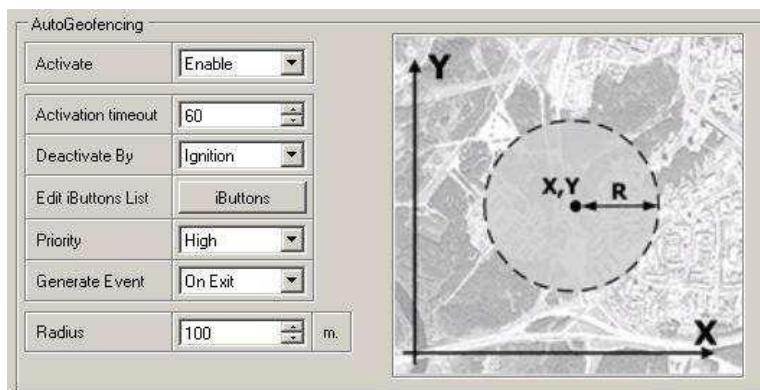 AutoGeofencing
Activate Enable
Activation timeout 60
Deactivate By Ignition
Edit iButtons List iButtons
Priority High
Generate Event On Exit
Radius 100 m.
Y
X,Y R
X